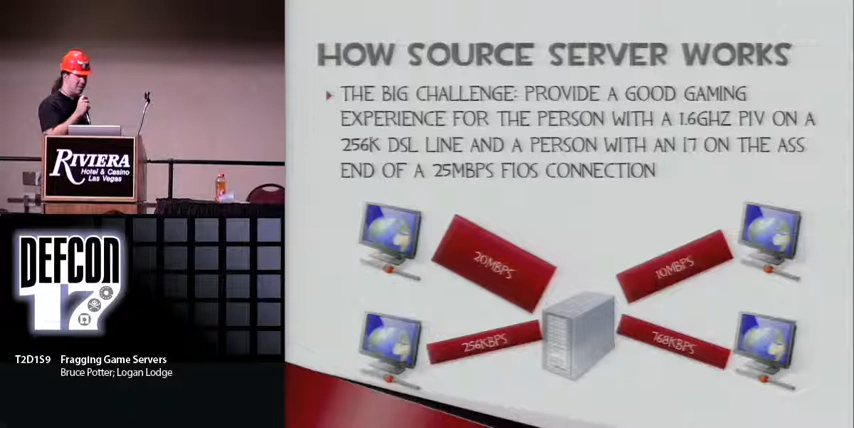 HOW SOURCE SERVER WORKS
THE BIG CHALLENGE: PROVIDE A GOOD GAMING
EXPERIENCE FOR THE PERSON WITH A 1.6GHZ PIV ON A
256K DSL LINE AND A PERSON WITH AN I7 ON THE ASS
END OF A 25MBPS FIOS CONNECTION
20MBPS
10MBPS
256KBPS
768KBPS
RIVIERA
Hotel & Casino
Las Vegas
DEFCON
17
T2D1S9 Fragging Game Servers
Bruce Potter; Logan Lodge